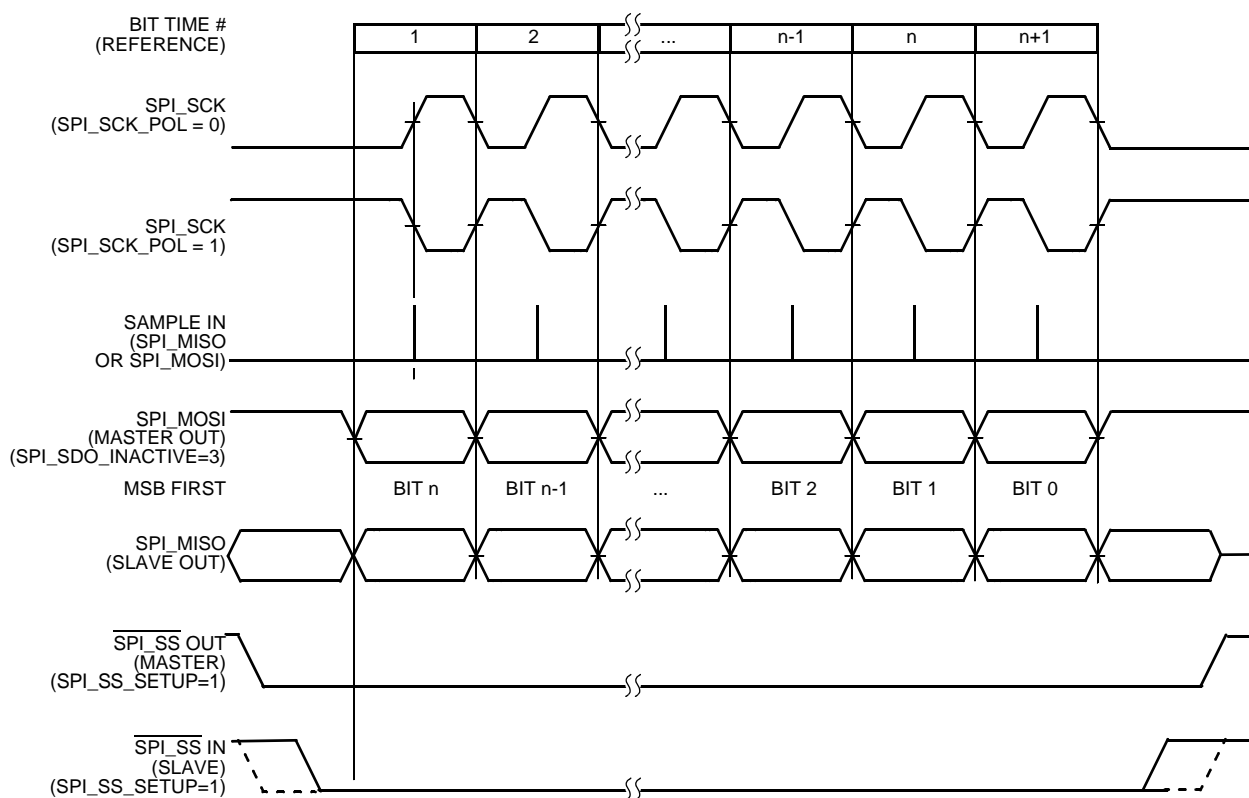 BIT TIME #
(REFERENCE)
1 2 ... n-1 n n+1
SPI_SCK
(SPI_SCK_POL = 0)
SPI_SCK
(SPI_SCK_POL = 1)
SAMPLE IN
(SPI_MISO
OR SPI_MOSI)
SPI_MOSI
(MASTER OUT)
(SPI_SDO_INACTIVE=3)
MSB FIRST BIT n BIT n-1 ... BIT 2 BIT 1 BIT 0
SPI_MISO
(SLAVE OUT)
SPI_SS OUT
(MASTER)
(SPI_SS_SETUP=1)
SPI_SS IN
(SLAVE)
(SPI_SS_SETUP=1)